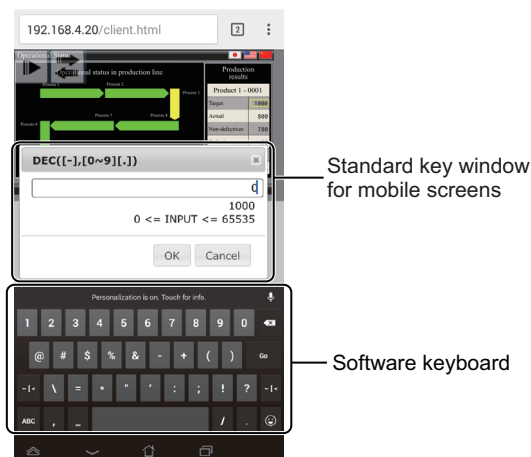 192.168.4.20/client.html 2
Operational Status
Operational status in production line
Production results
Process 1
Process 2
Process 3
Product 1 - 0001
Target 1000
Actual 800
Process 6
Process 5
Process 4
Non-defectives 780
DEC([-],[0~9][.])
0
1000
0 <= INPUT <= 65535
OK Cancel
Standard key window
for mobile screens
Personalization is on. Touch for info.
1 2 3 4 5 6 7 8 9 0
@ # $ % & - + ( ) Go
~[< \ = * " ' : ; ! ? ~[<
ABC , _ / .
Software keyboard